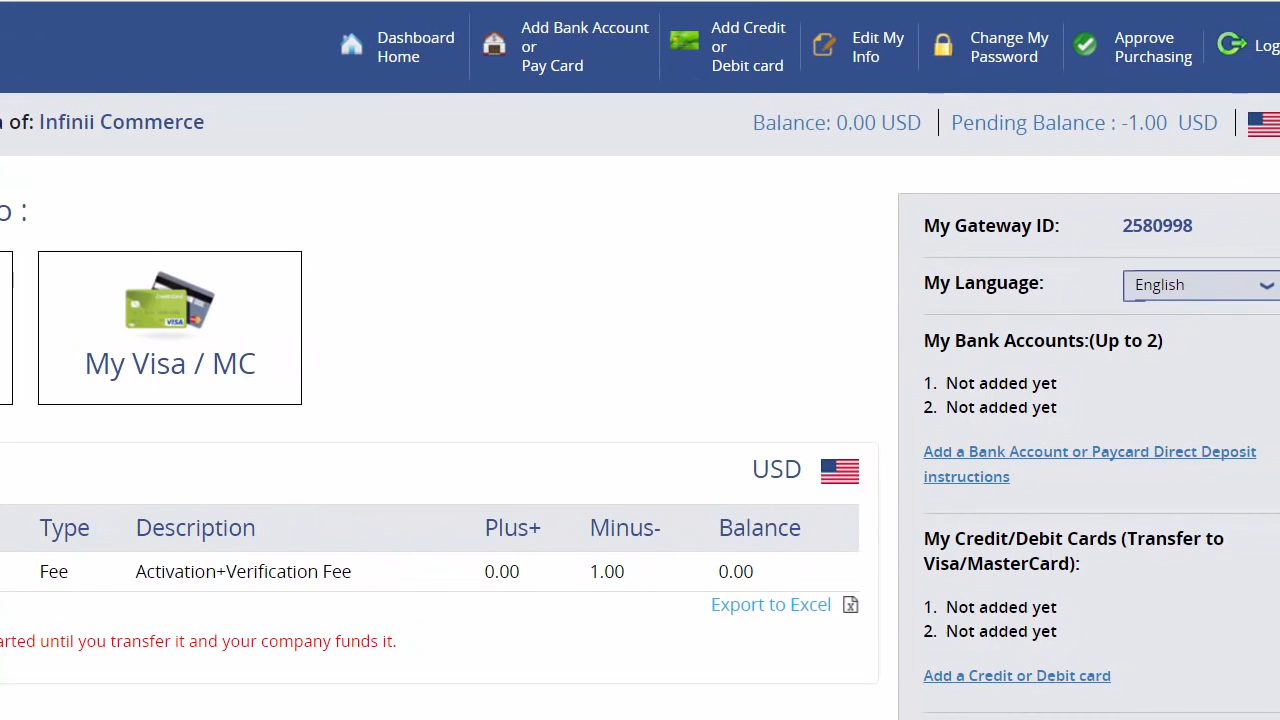 Dashboard
Home
Add Bank Account
or
Pay Card
Add Credit
or
Debit card
Edit My
Info
Change My
Password
Approve
Purchasing
Log
a of: Infinii Commerce
Balance: 0.00 USD
Pending Balance : -1.00 USD
o :
My Visa / MC
USD
Type Description Plus+ Minus- Balance
Fee Activation+Verification Fee 0.00 1.00 0.00
Export to Excel
arted until you transfer it and your company funds it.
My Gateway ID: 2580998
My Language: English
My Bank Accounts:(Up to 2)
1. Not added yet
2. Not added yet
Add a Bank Account or Paycard Direct Deposit
instructions
My Credit/Debit Cards (Transfer to
Visa/MasterCard):
1. Not added yet
2. Not added yet
Add a Credit or Debit card